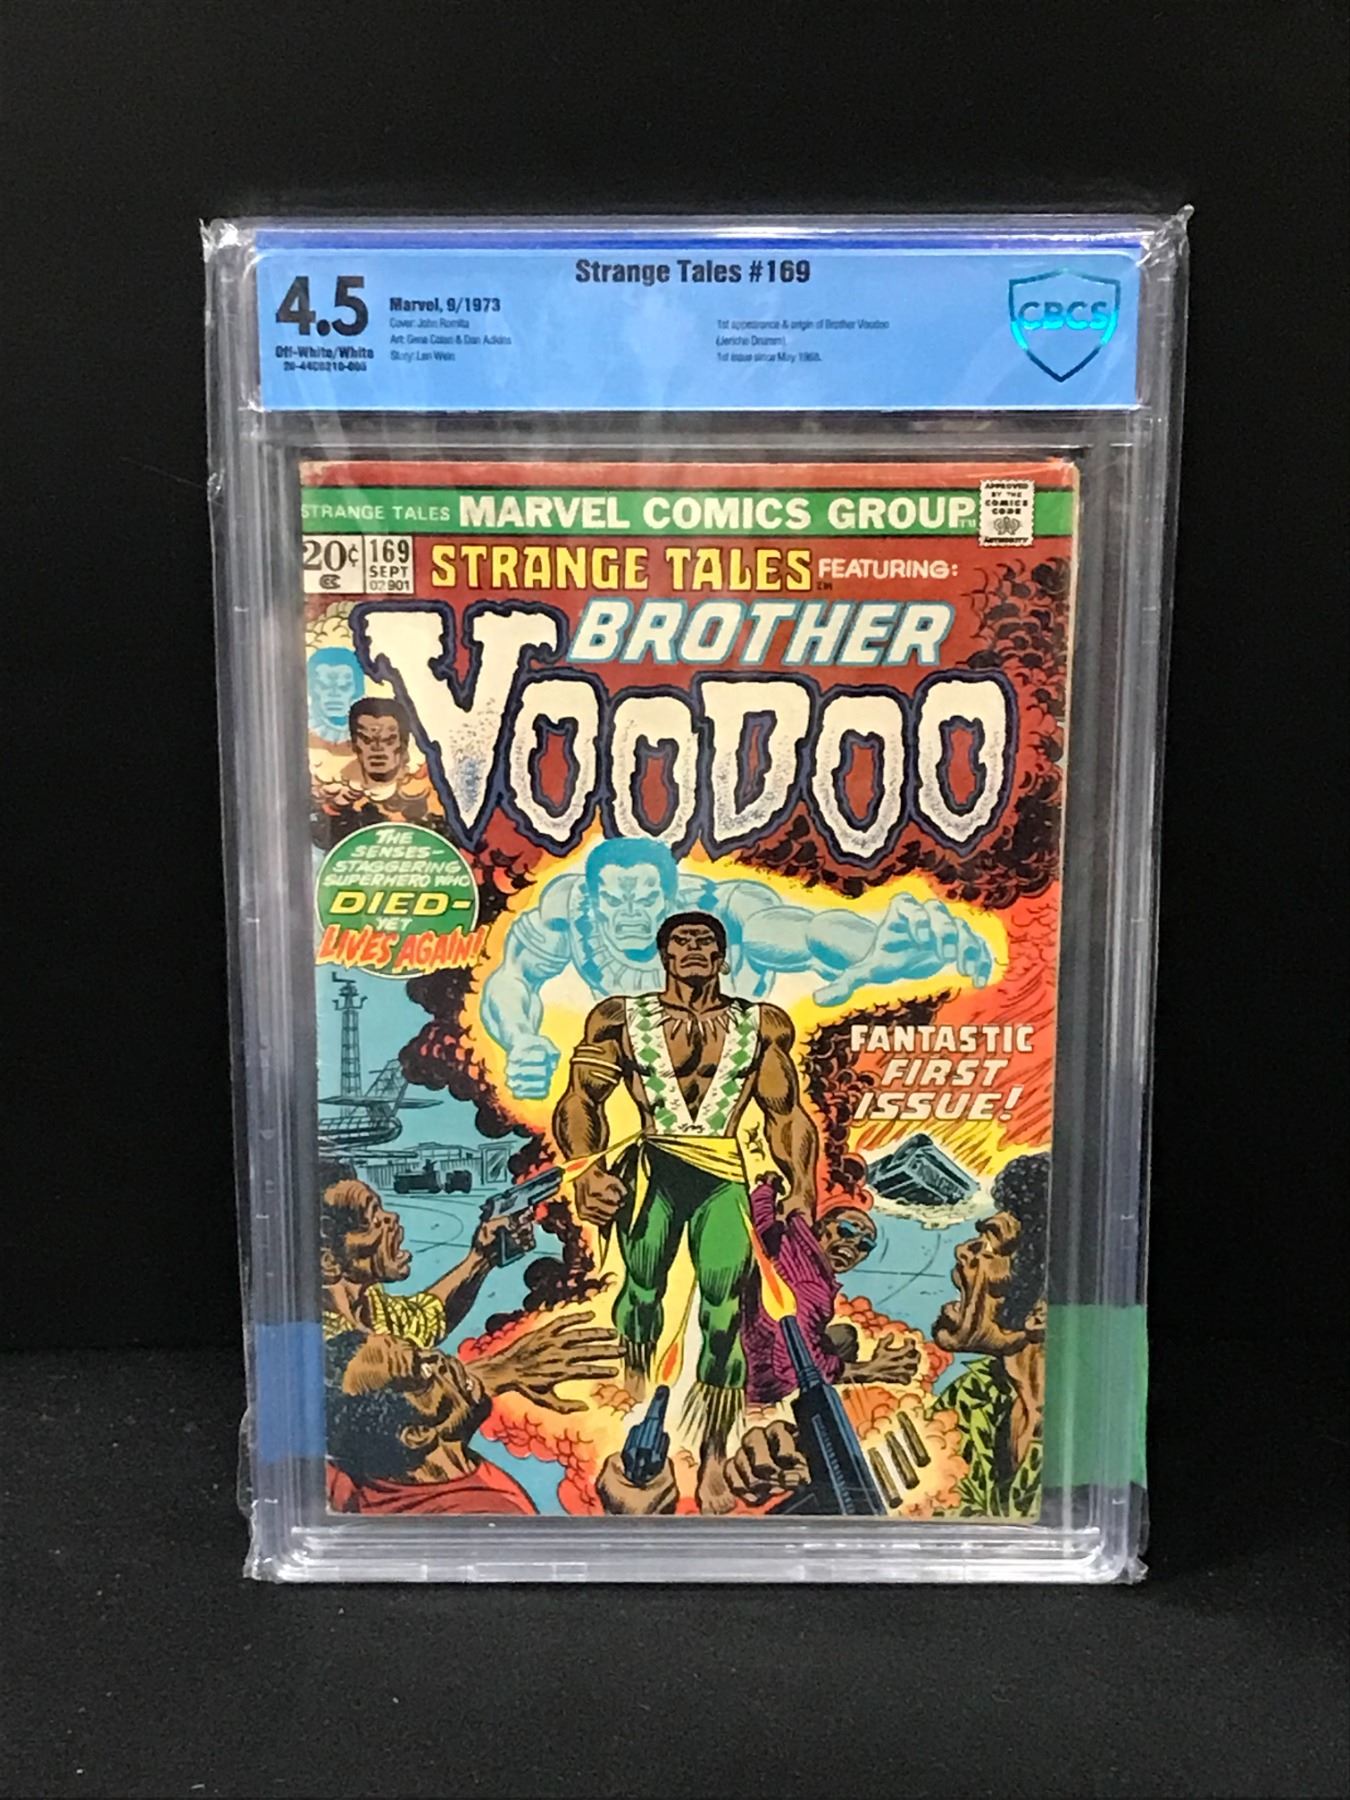 Strange Tales #169
4.5
Off-White/White
Marvel, 9/1973
Cover: John Romita
Art: Gene Colan & Dan Adkins
Story: Len Wein
1st appearance & origin of Brother Voodoo
(Jericho Drumm).
1st issue since May 1968.
CBCS
STRANGE TALES MARVEL COMICS GROUP TM
APPROVED
BY THE
COMICS
CODE
AUTHORITY
20¢ 169
SEPT
02901
STRANGE TALES TM FEATURING:
BROTHER
VOODOO
THE
SENSES-
STAGGERING
SUPERHERO WHO
DIED-
YET
LIVES AGAIN!
FANTASTIC
FIRST
ISSUE!